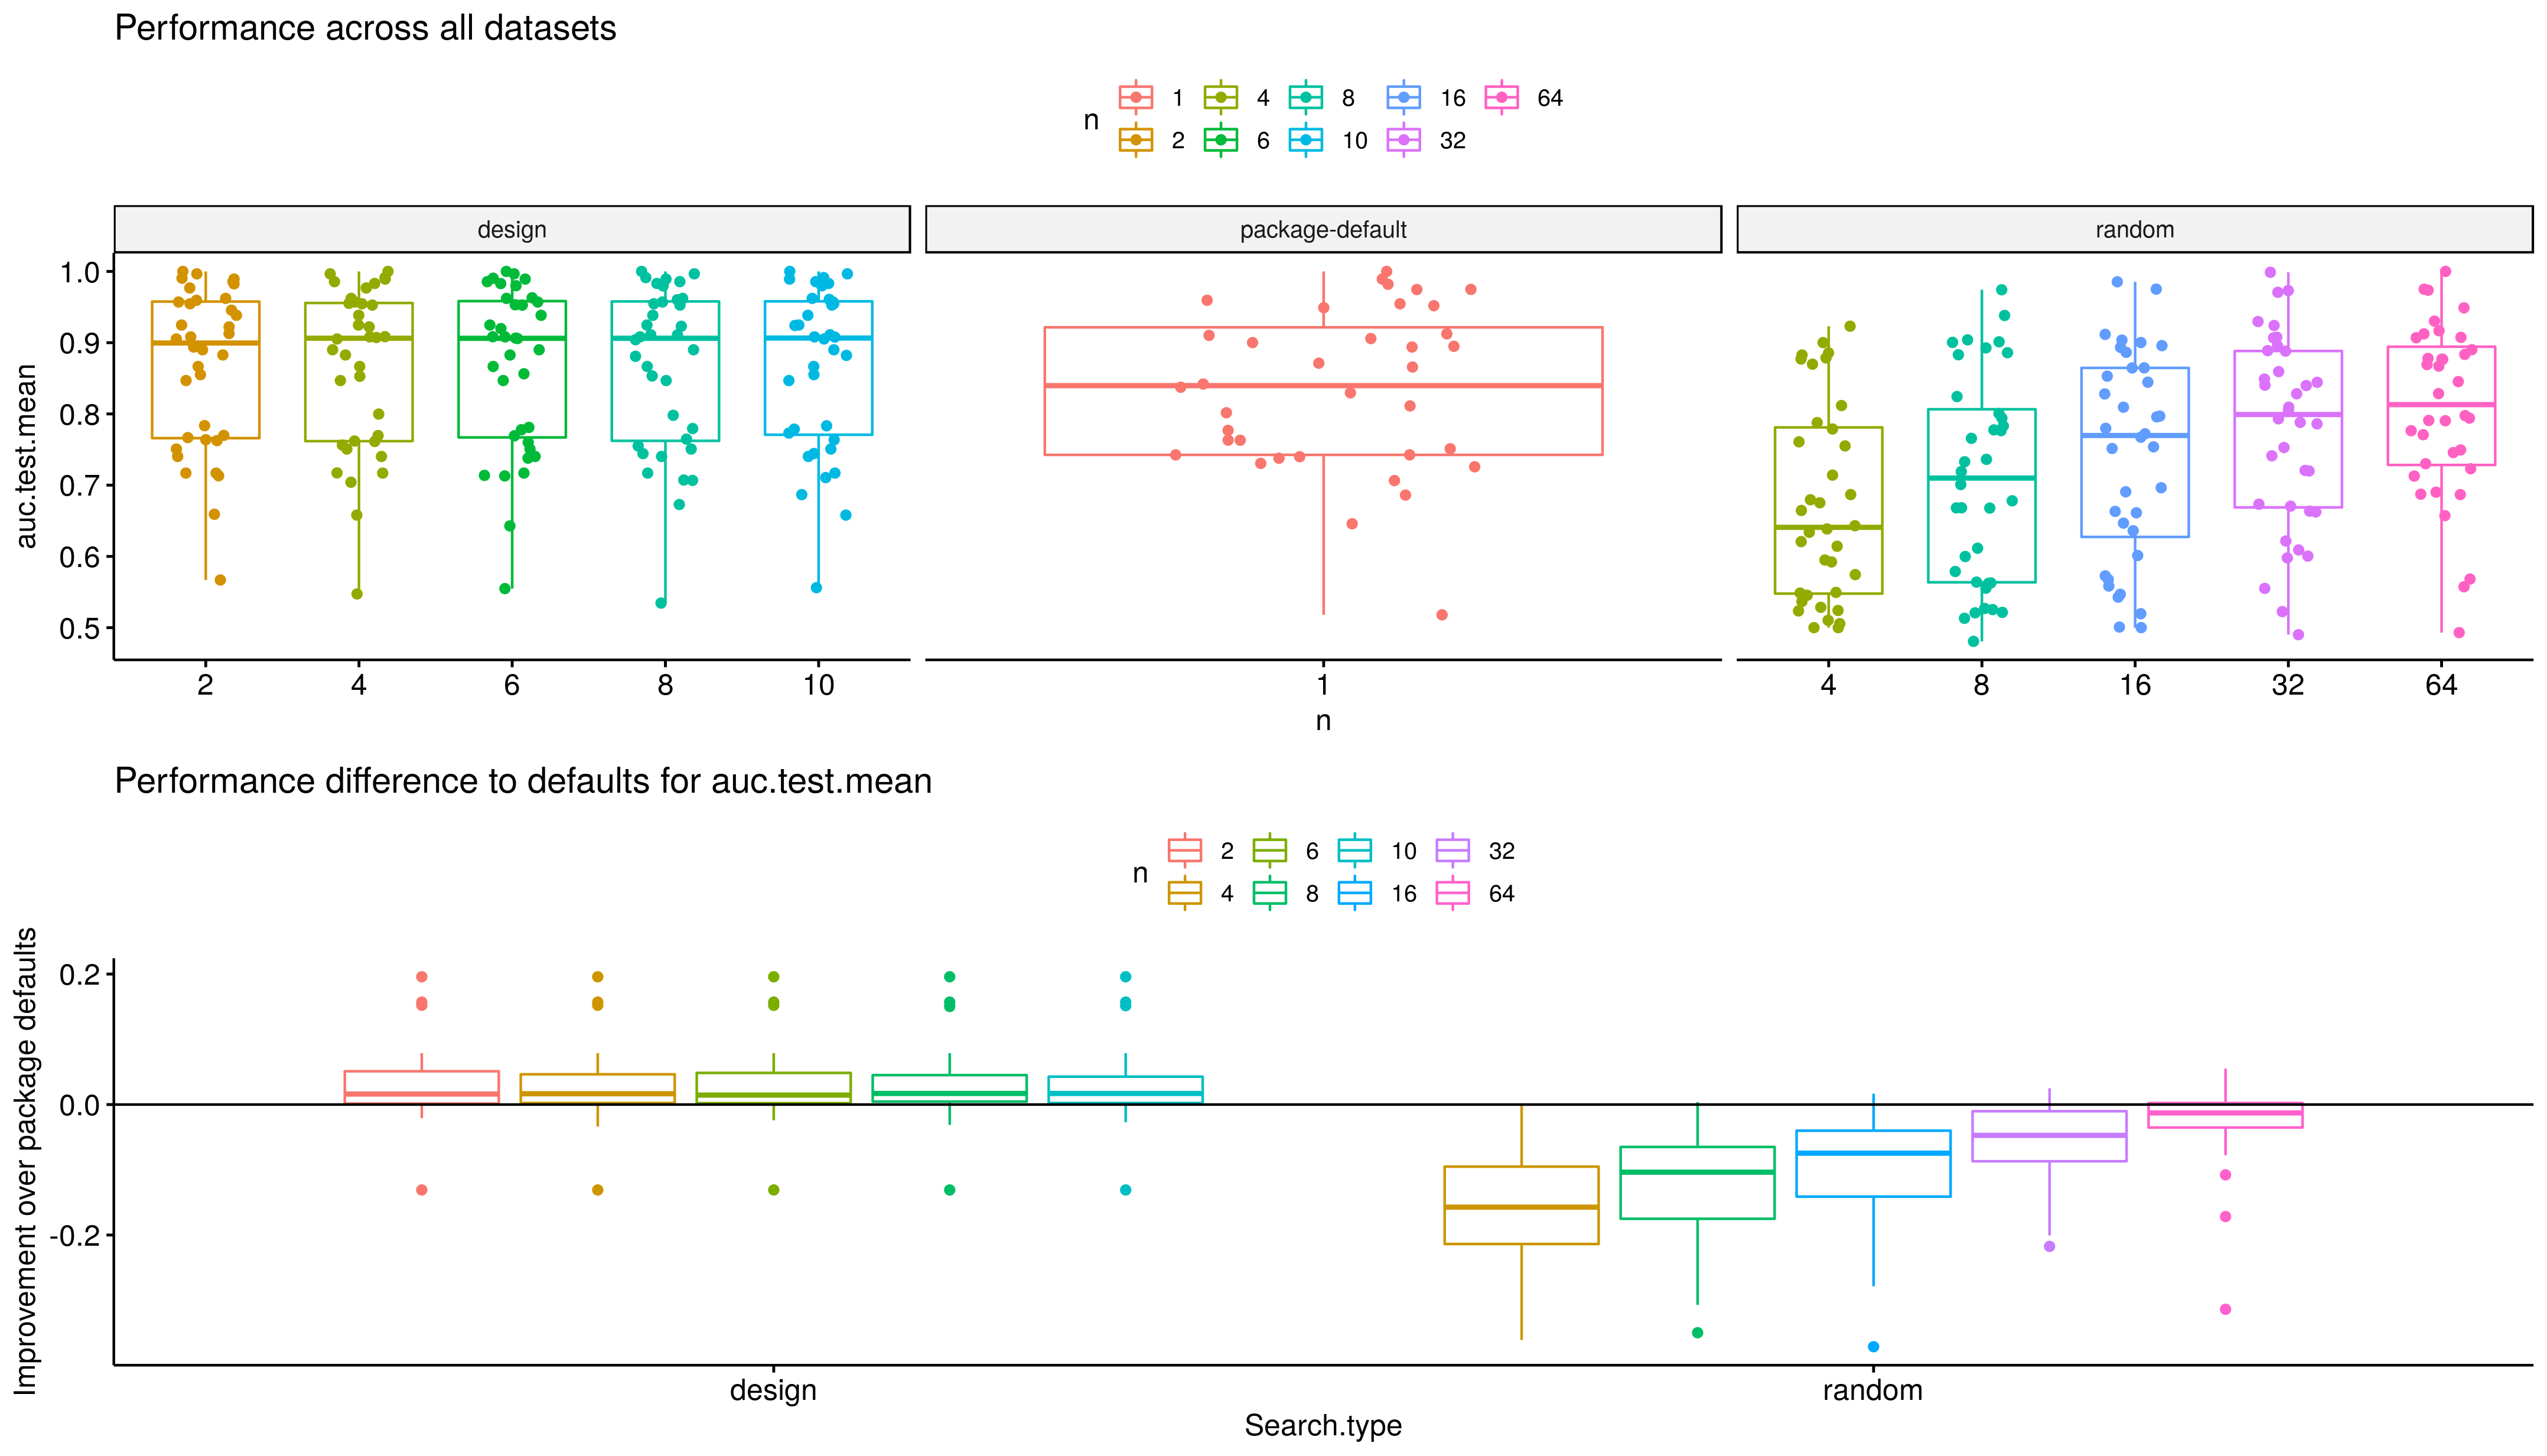 Performance across all datasets
n
1 4 8 16 64
2 6 10 32
design package-default random
auc.test.mean
1.0
0.9
0.8
0.7
0.6
0.5
2 4 6 8 10 1 4 8 16 32 64
n
Performance difference to defaults for auc.test.mean
n
2 6 10 32
4 8 16 64
Improvement over package defaults
0.2
0.0
-0.2
design random
Search.type